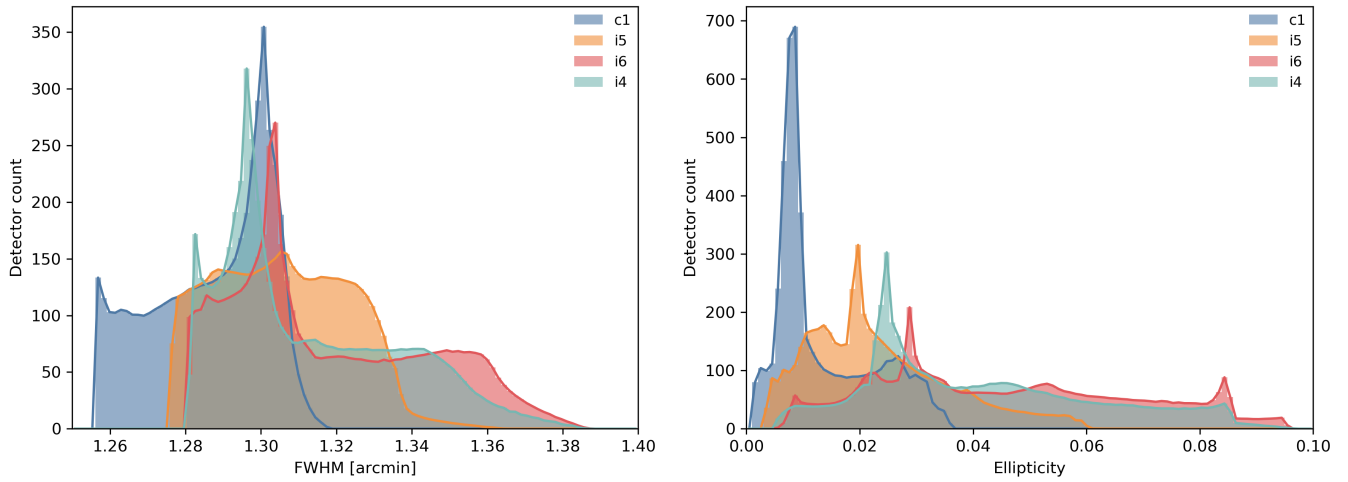 350
300
250
200
150
100
50
0
Detector count
1.26 1.28 1.30 1.32 1.34 1.36 1.38 1.40
FWHM [arcmin]
c1
i5
i6
i4
700
600
500
400
300
200
100
0
Detector count
0.00 0.02 0.04 0.06 0.08 0.10
Ellipticity
c1
i5
i6
i4